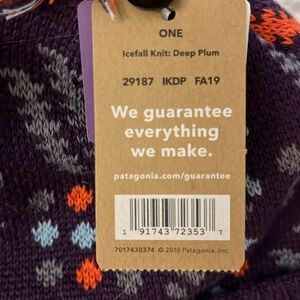 ONE
Icefall Knit: Deep Plum
29187 IKDP FA19
We guarantee
everything
we make.
patagonia.com/guarantee
1 91743 72353 7
7017430374 © 2018 Patagonia, Inc.